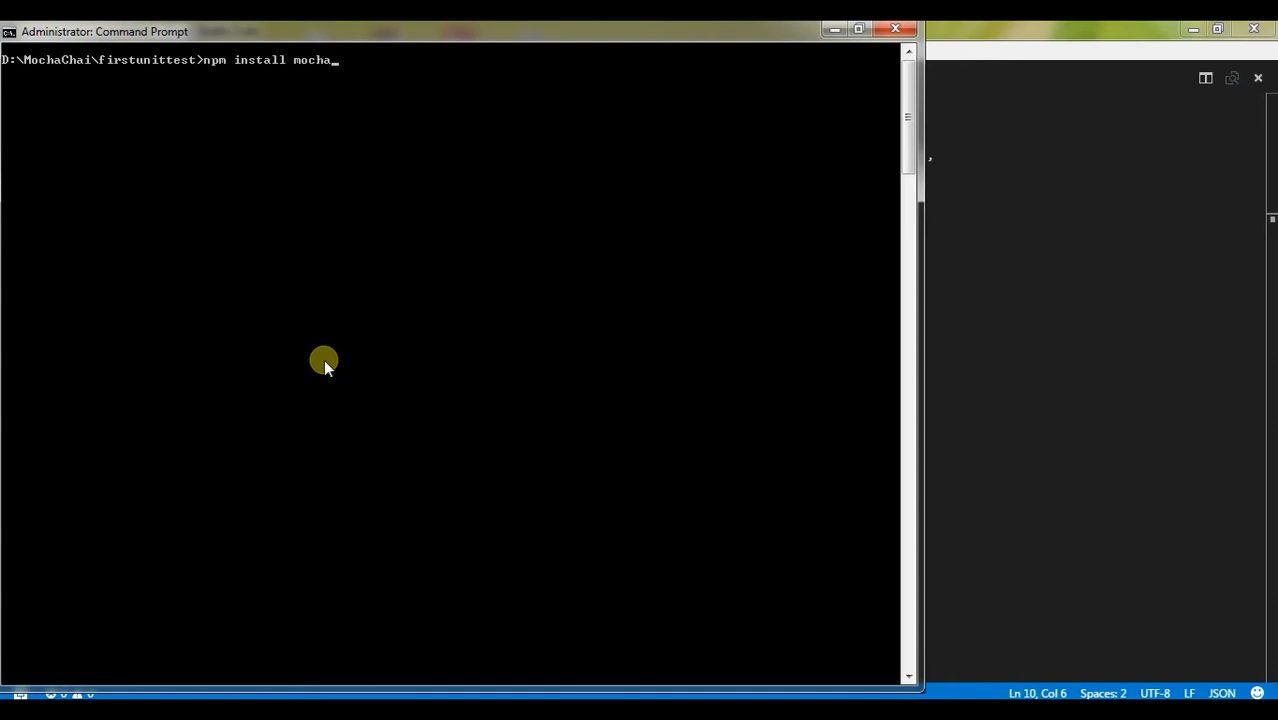 Administrator: Command Prompt
D:\MochaChai\firstunittest>npm install mocha_
,
Ln 10, Col 6 Spaces: 2 UTF-8 LF JSON